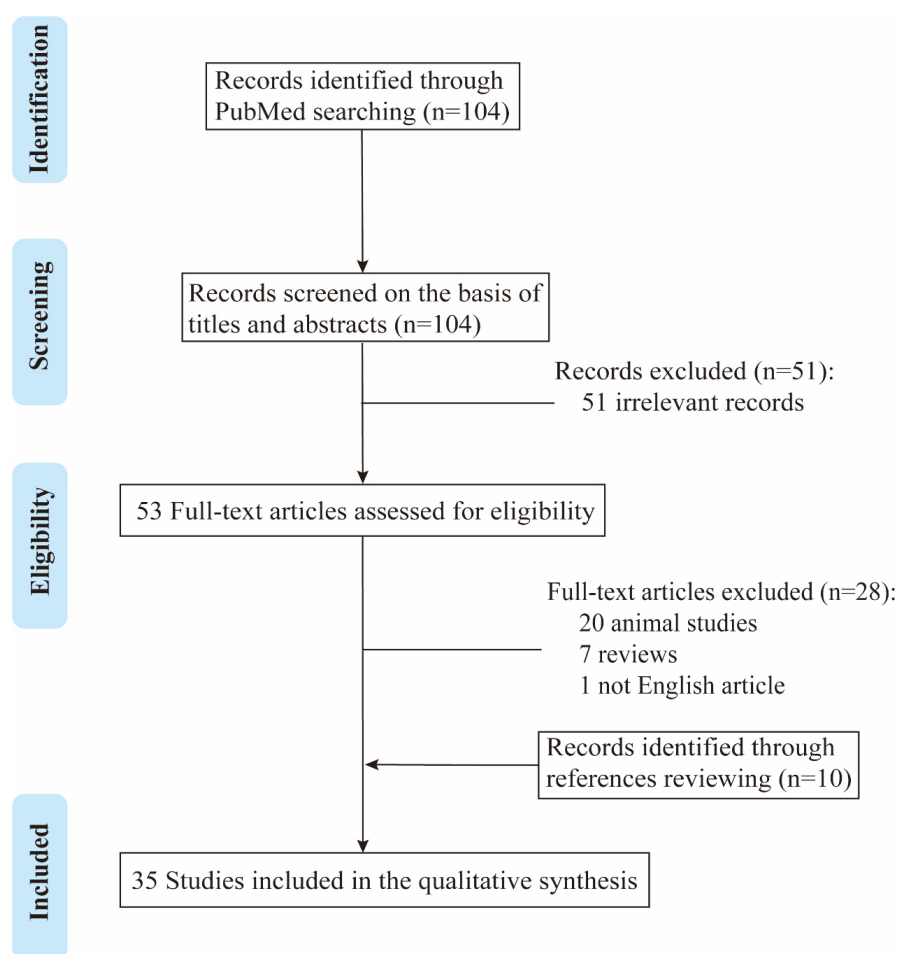 Identification
Records identified through
PubMed searching (n=104)
Screening
Records screened on the basis of
titles and abstracts (n=104)
Records excluded (n=51):
51 irrelevant records
Eligibility
53 Full-text articles assessed for eligibility
Full-text articles excluded (n=28):
20 animal studies
7 reviews
1 not English article
Records identified through
references reviewing (n=10)
Included
35 Studies included in the qualitative synthesis